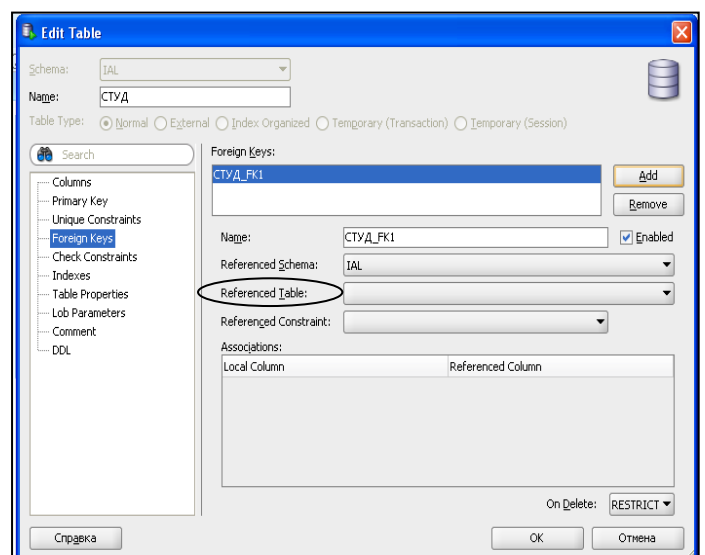 Edit Table
Schema: IAL
Name: СТУД
Table Type: Normal External Index Organized Temporary (Transaction) Temporary (Session)
Search
Columns
Primary Key
Unique Constraints
Foreign Keys
Check Constraints
Indexes
Table Properties
Lob Parameters
Comment
DDL
Foreign Keys:
СТУД_FK1
Add
Remove
Name: СТУД_FK1 Enabled
Referenced Schema: IAL
Referenced Table:
Referenced Constraint:
Associations:
Local Column Referenced Column
On Delete: RESTRICT
Справка OK Отмена